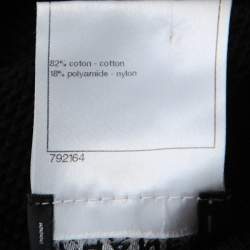 82% coton - cotton
18% polyamide - nylon
792164